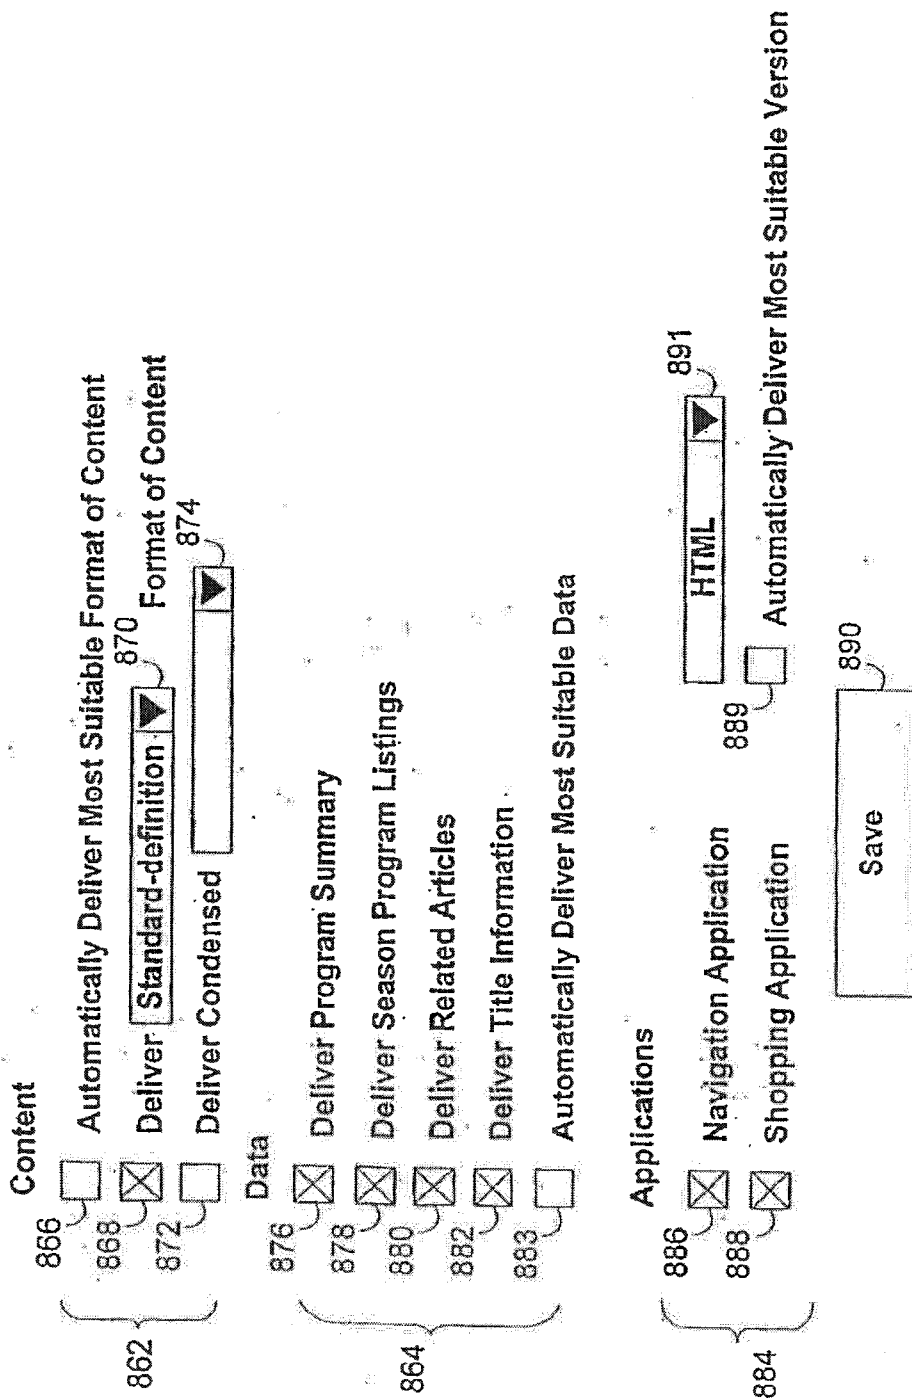 Content
866 Automatically Deliver Most Suitable Format of Content
868 Deliver Standard-definition 870 Format of Content
872 Deliver Condensed 874
862
Data
876 Deliver Program Summary
878 Deliver Season Program Listings
880 Deliver Related Articles
882 Deliver Title Information
883 Automatically Deliver Most Suitable Data
864
Applications
886 Navigation Application HTML 891
888 Shopping Application 889 Automatically Deliver Most Suitable Version
884
Save 890